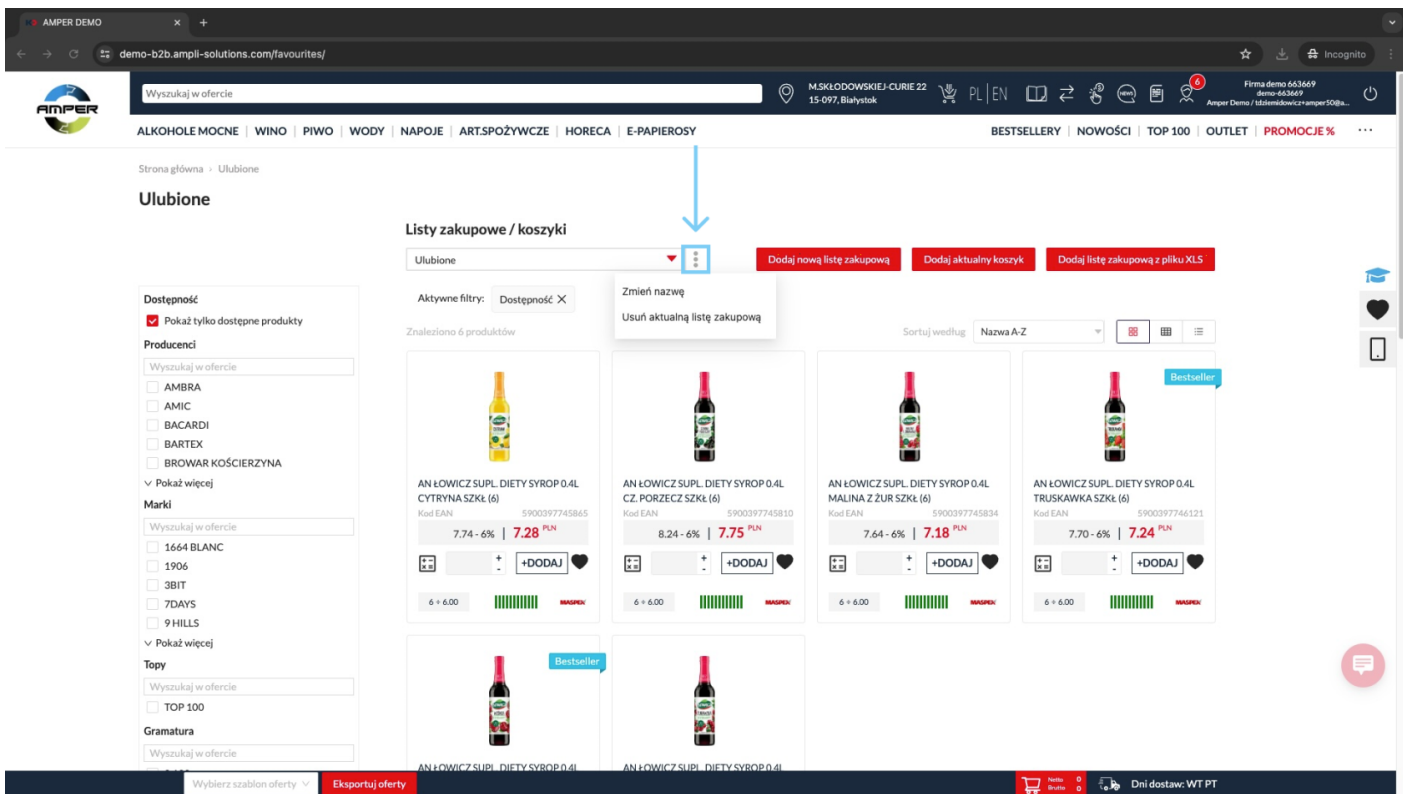 AMPER DEMO
demo-b2b.ampli-solutions.com/favourites/
Incognito
AMPER
Wyszukaj w ofercie
M.SKŁODOWSKIEJ-CURIE 22
15-097, Białystok
PL | EN
NEWS
6
Firma demo 663669
demo-663669
Amper Demo / tdziemidowicz+amper50@a...
ALKOHOLE MOCNE | WINO | PIWO | WODY | NAPOJE | ART.SPOŻYWCZE | HORECA | E-PAPIEROSY
BESTSELLERY | NOWOŚCI | TOP 100 | OUTLET | PROMOCJE %
Strona główna › Ulubione
Ulubione
Listy zakupowe / koszyki
Ulubione
Dodaj nową listę zakupową
Dodaj aktualny koszyk
Dodaj listę zakupową z pliku XLS
Zmień nazwę
Usuń aktualną listę zakupową
Aktywne filtry: Dostępność
Znaleziono 6 produktów
Sortuj według Nazwa A-Z
Dostępność
Pokaż tylko dostępne produkty
Producenci
Wyszukaj w ofercie
AMBRA
AMIC
BACARDI
BARTEX
BROWAR KOŚCIERZYNA
Pokaż więcej
Marki
Wyszukaj w ofercie
1664 BLANC
1906
3BIT
7DAYS
9 HILLS
Pokaż więcej
Topy
Wyszukaj w ofercie
TOP 100
Gramatura
Wyszukaj w ofercie
AN ŁOWICZ SUPL. DIETY SYROP 0.4L
CYTRYNA SZKŁ (6)
Kod EAN 5900397745865
7.74 - 6% | 7.28 PLN
+DODAJ
6 ÷ 6.00
MASPEX
AN ŁOWICZ SUPL. DIETY SYROP 0.4L
CZ. PORZECZ SZKŁ (6)
Kod EAN 5900397745810
8.24 - 6% | 7.75 PLN
+DODAJ
6 ÷ 6.00
MASPEX
AN ŁOWICZ SUPL. DIETY SYROP 0.4L
MALINA Z ŻUR SZKŁ (6)
Kod EAN 5900397745834
7.64 - 6% | 7.18 PLN
+DODAJ
6 ÷ 6.00
MASPEX
Bestseller
AN ŁOWICZ SUPL. DIETY SYROP 0.4L
TRUSKAWKA SZKŁ (6)
Kod EAN 5900397746121
7.70 - 6% | 7.24 PLN
+DODAJ
6 ÷ 6.00
MASPEX
Bestseller
AN ŁOWICZ SUPL. DIETY SYROP 0.4L
AN ŁOWICZ SUPL. DIETY SYROP 0.4L
Wybierz szablon oferty
Eksportuj oferty
Netto 0
Brutto 0
Dni dostaw: WT PT